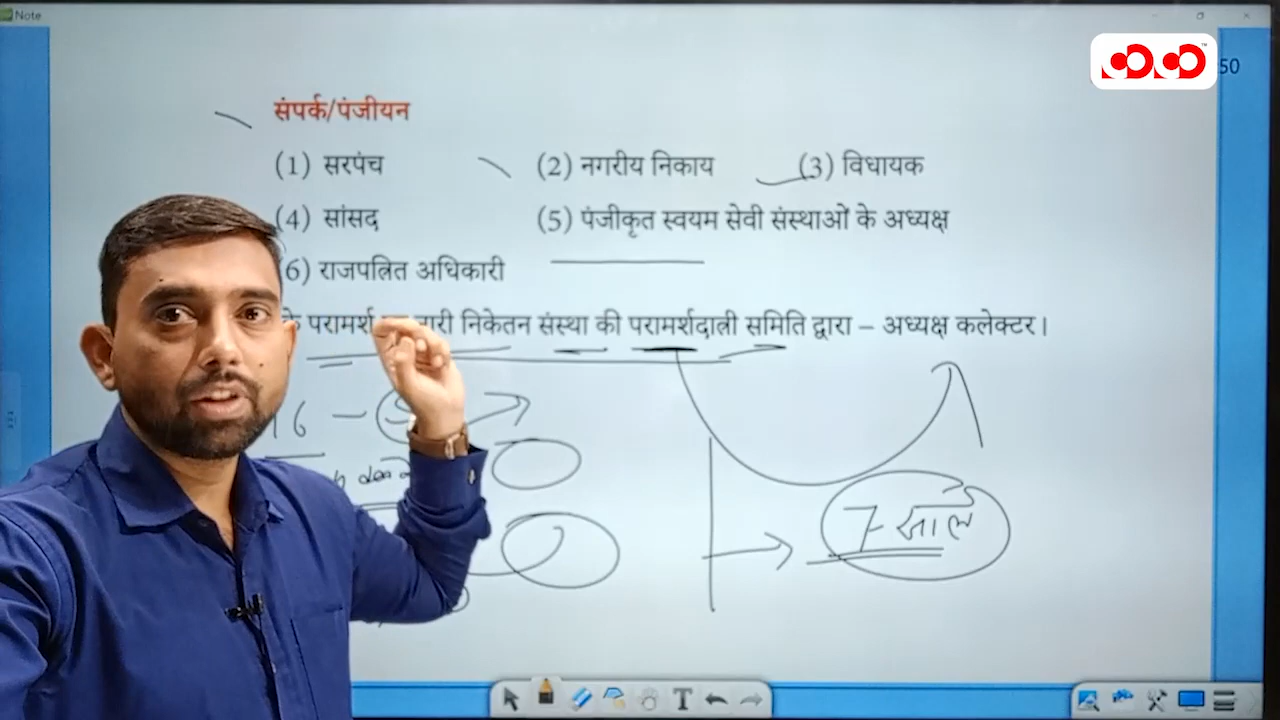 Note
50
संपर्क/पंजीयन
(1) सरपंच (2) नगरीय निकाय (3) विधायक
(4) सांसद (5) पंजीकृत स्वयम सेवी संस्थाओं के अध्यक्ष
(6) राजपत्रित अधिकारी
के परामर्श नारी निकेतन संस्था की परामर्शदात्री समिति द्वारा – अध्यक्ष कलेक्टर।
16 –
7 साल